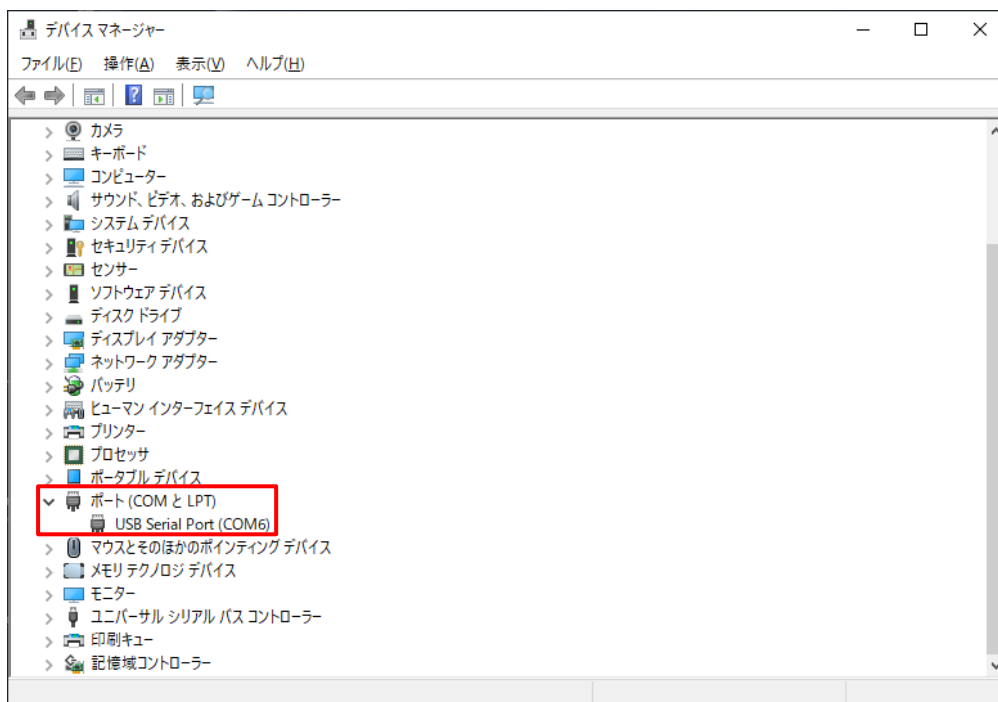 デバイス マネージャー
ファイル(F) 操作(A) 表示(V) ヘルプ(H)
カメラ
キーボード
コンピューター
サウンド、ビデオ、およびゲーム コントローラー
システム デバイス
セキュリティ デバイス
センサー
ソフトウェア デバイス
ディスク ドライブ
ディスプレイ アダプター
ネットワーク アダプター
バッテリ
ヒューマン インターフェイス デバイス
プリンター
プロセッサ
ポータブル デバイス
ポート (COM と LPT)
USB Serial Port (COM6)
マウスとそのほかのポインティング デバイス
メモリ テクノロジ デバイス
モニター
ユニバーサル シリアル バス コントローラー
印刷キュー
記憶域コントローラー